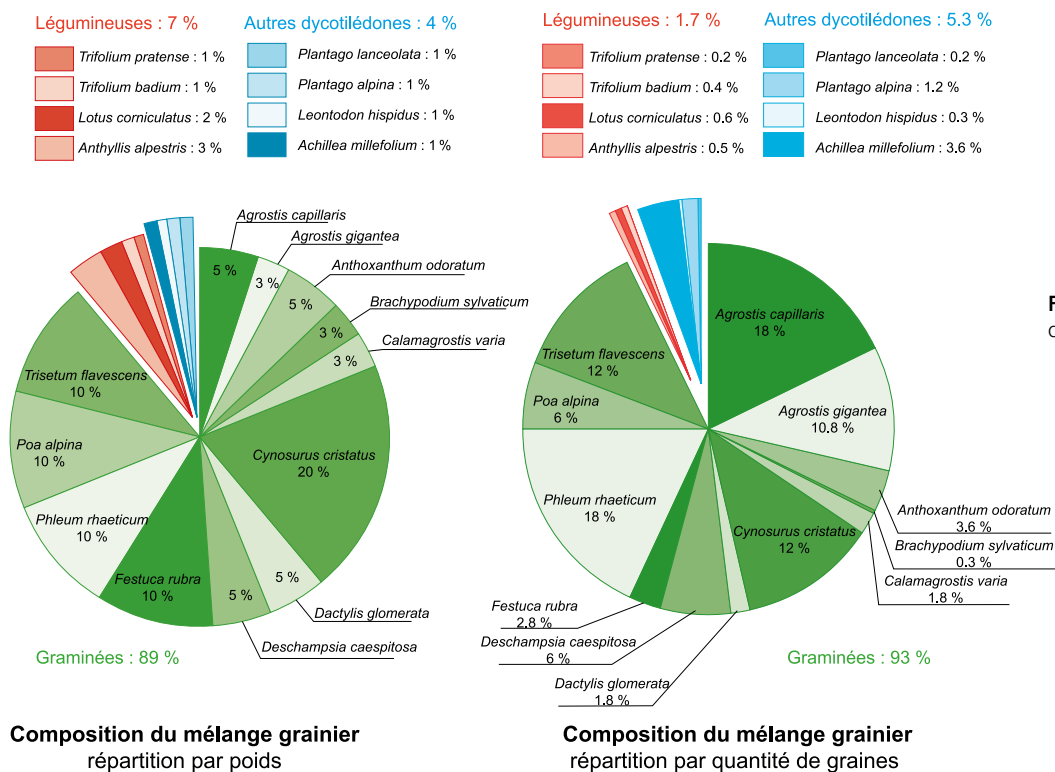 Légumineuses : 7 %
Trifolium pratense : 1 %
Trifolium badium : 1 %
Lotus corniculatus : 2 %
Anthyllis alpestris : 3 %
Autres dycotilédones : 4 %
Plantago lanceolata : 1 %
Plantago alpina : 1 %
Leontodon hispidus : 1 %
Achillea millefolium : 1 %
Agrostis capillaris
5 %
Agrostis gigantea
3 %
Anthoxanthum odoratum
5 %
Brachypodium sylvaticum
3 %
Calamagrostis varia
3 %
Cynosurus cristatus
20 %
Dactylis glomerata
5 %
Deschampsia caespitosa
5 %
Festuca rubra
10 %
Phleum rhaeticum
10 %
Poa alpina
10 %
Trisetum flavescens
10 %
Graminées : 89 %
Composition du mélange grainier
répartition par poids
Légumineuses : 1.7 %
Trifolium pratense : 0.2 %
Trifolium badium : 0.4 %
Lotus corniculatus : 0.6 %
Anthyllis alpestris : 0.5 %
Autres dycotilédones : 5.3 %
Plantago lanceolata : 0.2 %
Plantago alpina : 1.2 %
Leontodon hispidus : 0.3 %
Achillea millefolium : 3.6 %
Agrostis capillaris
18 %
Agrostis gigantea
10.8 %
Anthoxanthum odoratum
3.6 %
Brachypodium sylvaticum
0.3 %
Calamagrostis varia
1.8 %
Cynosurus cristatus
12 %
Dactylis glomerata
1.8 %
Deschampsia caespitosa
6 %
Festuca rubra
2.8 %
Phleum rhaeticum
18 %
Poa alpina
6 %
Trisetum flavescens
12 %
Graminées : 93 %
Composition du mélange grainier
répartition par quantité de graines